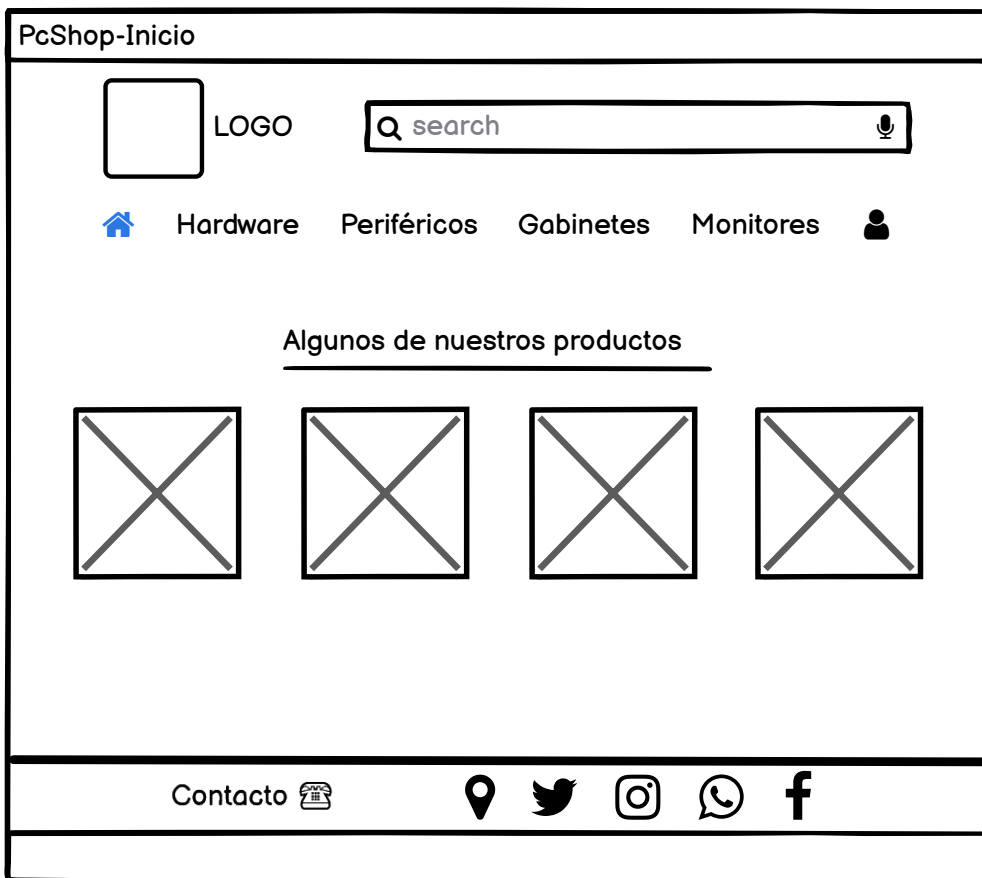 PcShop-Inicio
LOGO
search
Hardware Periféricos Gabinetes Monitores
Algunos de nuestros productos
Contacto